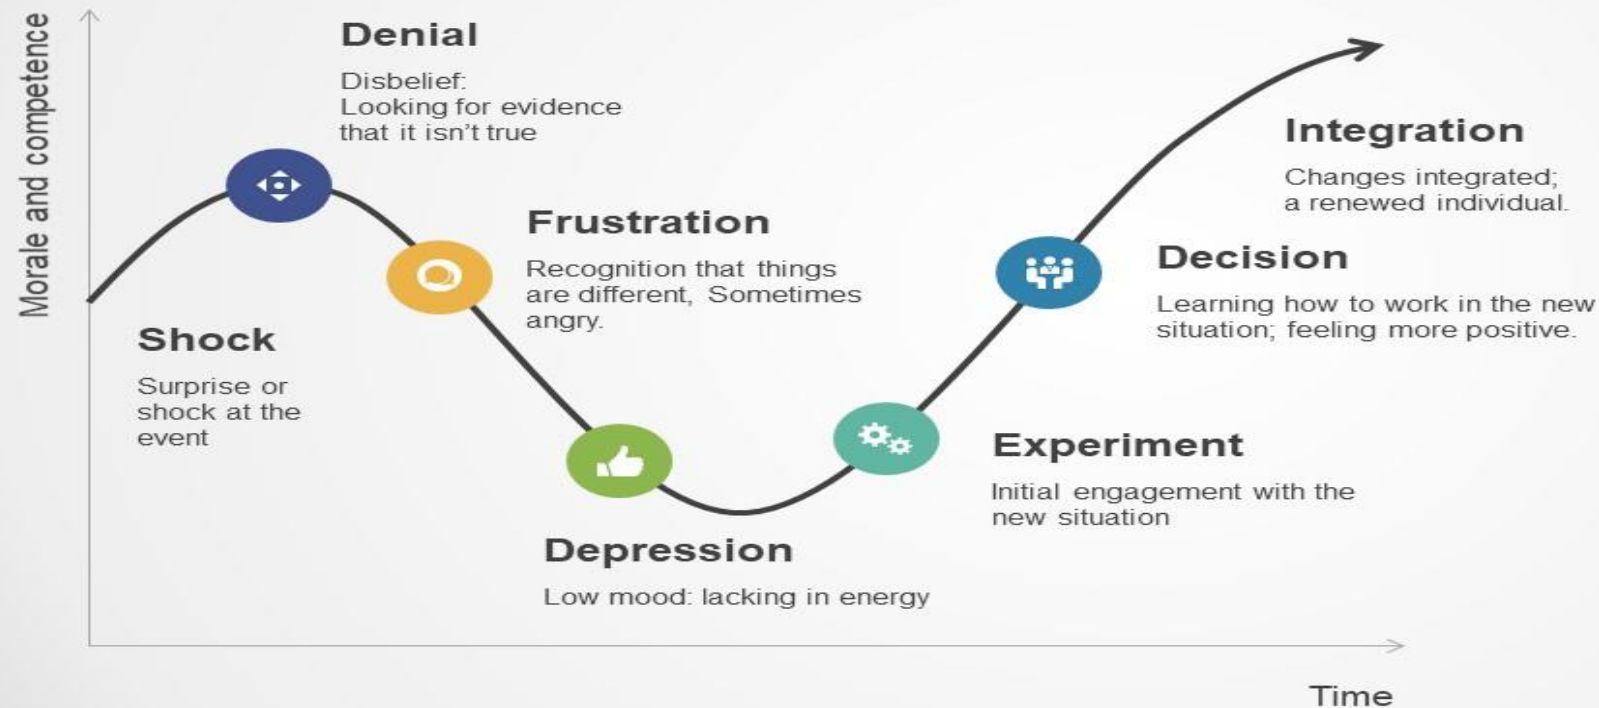 Morale and competence
Denial
Disbelief:
Looking for evidence
that it isn't true
Shock
Surprise or
shock at the
event
Frustration
Recognition that things
are different, Sometimes
angry.
Depression
Low mood: lacking in energy
Experiment
Initial engagement with the
new situation
Decision
Learning how to work in the new
situation; feeling more positive.
Integration
Changes integrated;
a renewed individual.
Time